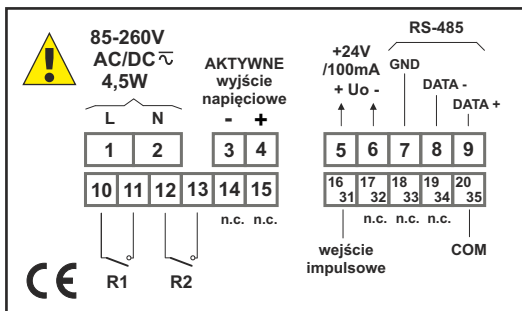 85-260V
AC/DC
4,5W
L N
AKTYWNE
wyjście
napięciowe
- +
+24V
/100mA
+ Uo -
RS-485
GND
DATA -
DATA +
1 2 3 4 5 6 7 8 9
10 11 12 13 14 15
16 17 18 19 20
31 32 33 34 35
n.c. n.c.
n.c. n.c. n.c.
R1 R2
wejście
impulsowe
COM
CE